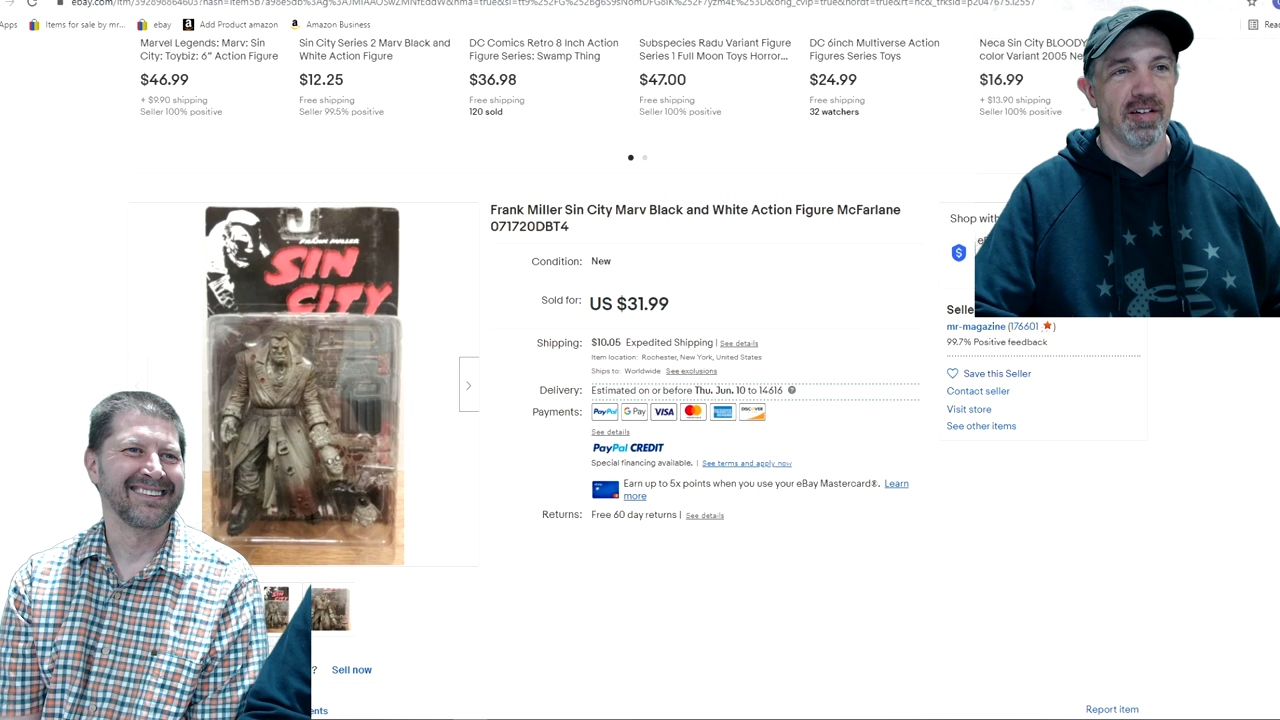 Apps
Items for sale by mr...
ebay
Add Product amazon
Amazon Business
Marvel Legends: Marv: Sin
City: Toybiz: 6" Action Figure
$46.99
+ $9.90 shipping
Seller 100% positive
Sin City Series 2 Marv Black and
White Action Figure
$12.25
Free shipping
Seller 99.5% positive
DC Comics Retro 8 Inch Action
Figure Series: Swamp Thing
$36.98
Free shipping
120 sold
Subspecies Radu Variant Figure
Series 1 Full Moon Toys Horror...
$47.00
Free shipping
Seller 100% positive
DC 6inch Multiverse Action
Figures Series Toys
$24.99
Free shipping
32 watchers
Neca Sin City BLOODY
color Variant 2005 Ne
$16.99
+ $13.90 shipping
Seller 100% positive
FRANK MILLER
SIN
CITY
Frank Miller Sin City Marv Black and White Action Figure McFarlane
071720DBT4
Condition: New
Sold for: US $31.99
Shipping: $10.05 Expedited Shipping | See details
Item location: Rochester, New York, United States
Ships to: Worldwide See exclusions
Delivery: Estimated on or before Thu. Jun. 10 to 14616
Payments: PayPal G Pay VISA MasterCard DISCOVER
See details
PayPal CREDIT
Special financing available. | See terms and apply now
Earn up to 5x points when you use your eBay Mastercard®. Learn
more
Returns: Free 60 day returns | See details
Shop with
Selle
mr-magazine (176601)
99.7% Positive feedback
Save this Seller
Contact seller
Visit store
See other items
SIN
CITY
? Sell now
ents
Report item